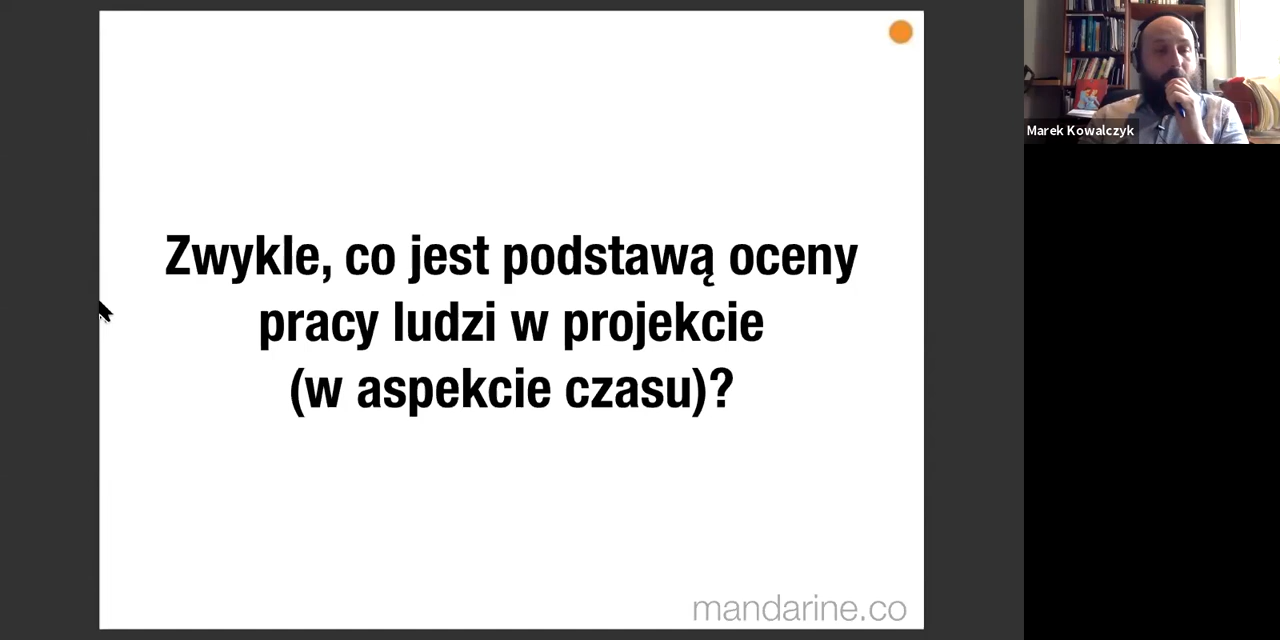 Zwykle, co jest podstawą oceny
pracy ludzi w projekcie
(w aspekcie czasu)?
mandarine.co
Marek Kowalczyk